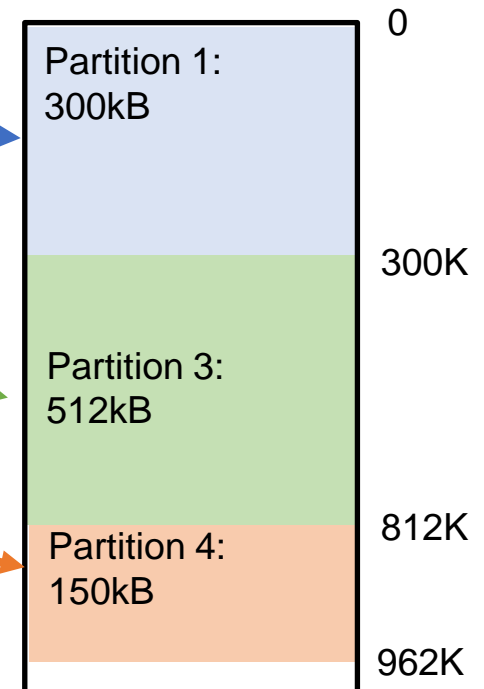 0
Partition 1:
300kB
300K
Partition 3:
512kB
812K
Partition 4:
150kB
962K